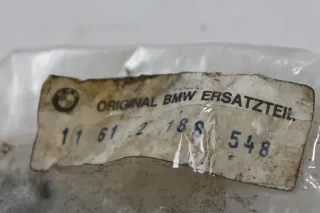 ORIGINAL BMW ERSATZTEIL
11 61 2 188 548